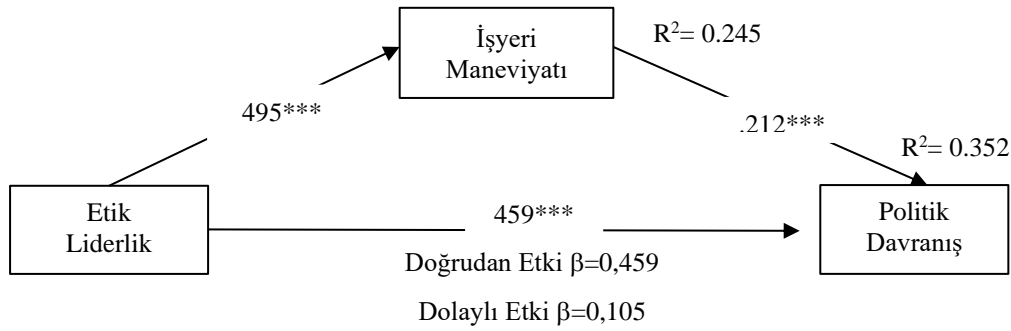 İşyeri
Maneviyatı
R²= 0.245
495***
.212***
R²= 0.352
Etik
Liderlik
459***
Politik
Davranış
Doğrudan Etki β=0,459
Dolaylı Etki β=0,105